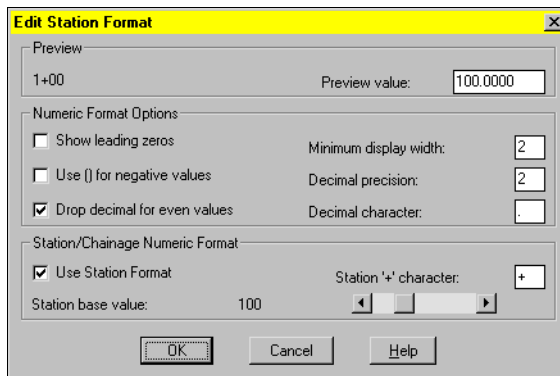 Edit Station Format
Preview
1+00 Preview value: 100.0000
Numeric Format Options
Show leading zeros Minimum display width: 2
Use () for negative values Decimal precision: 2
Drop decimal for even values Decimal character: .
Station/Chainage Numeric Format
Use Station Format Station '+' character: +
Station base value: 100
OK Cancel Help